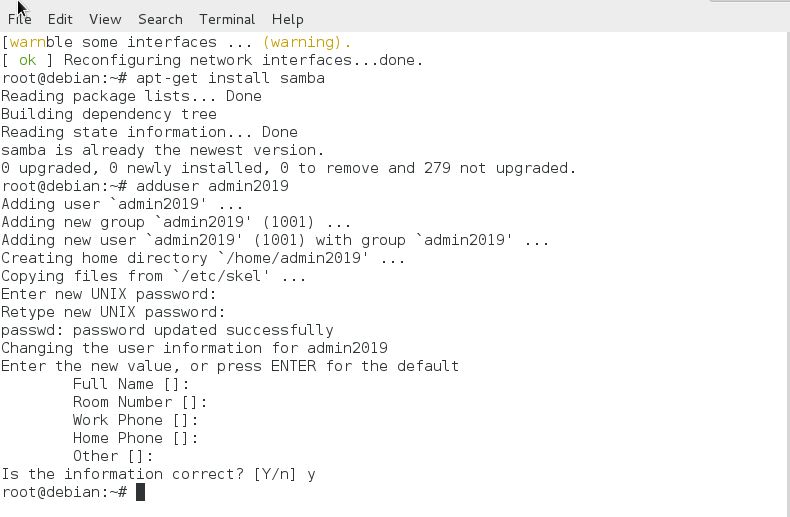 File Edit View Search Terminal Help
[warnble some interfaces ... (warning).
[ ok ] Reconfiguring network interfaces...done.
root@debian:~# apt-get install samba
Reading package lists... Done
Building dependency tree
Reading state information... Done
samba is already the newest version.
0 upgraded, 0 newly installed, 0 to remove and 279 not upgraded.
root@debian:~# adduser admin2019
Adding user `admin2019' ...
Adding new group `admin2019' (1001) ...
Adding new user `admin2019' (1001) with group `admin2019' ...
Creating home directory `/home/admin2019' ...
Copying files from `/etc/skel' ...
Enter new UNIX password:
Retype new UNIX password:
passwd: password updated successfully
Changing the user information for admin2019
Enter the new value, or press ENTER for the default
        Full Name []:
        Room Number []:
        Work Phone []:
        Home Phone []:
        Other []:
Is the information correct? [Y/n] y
root@debian:~#